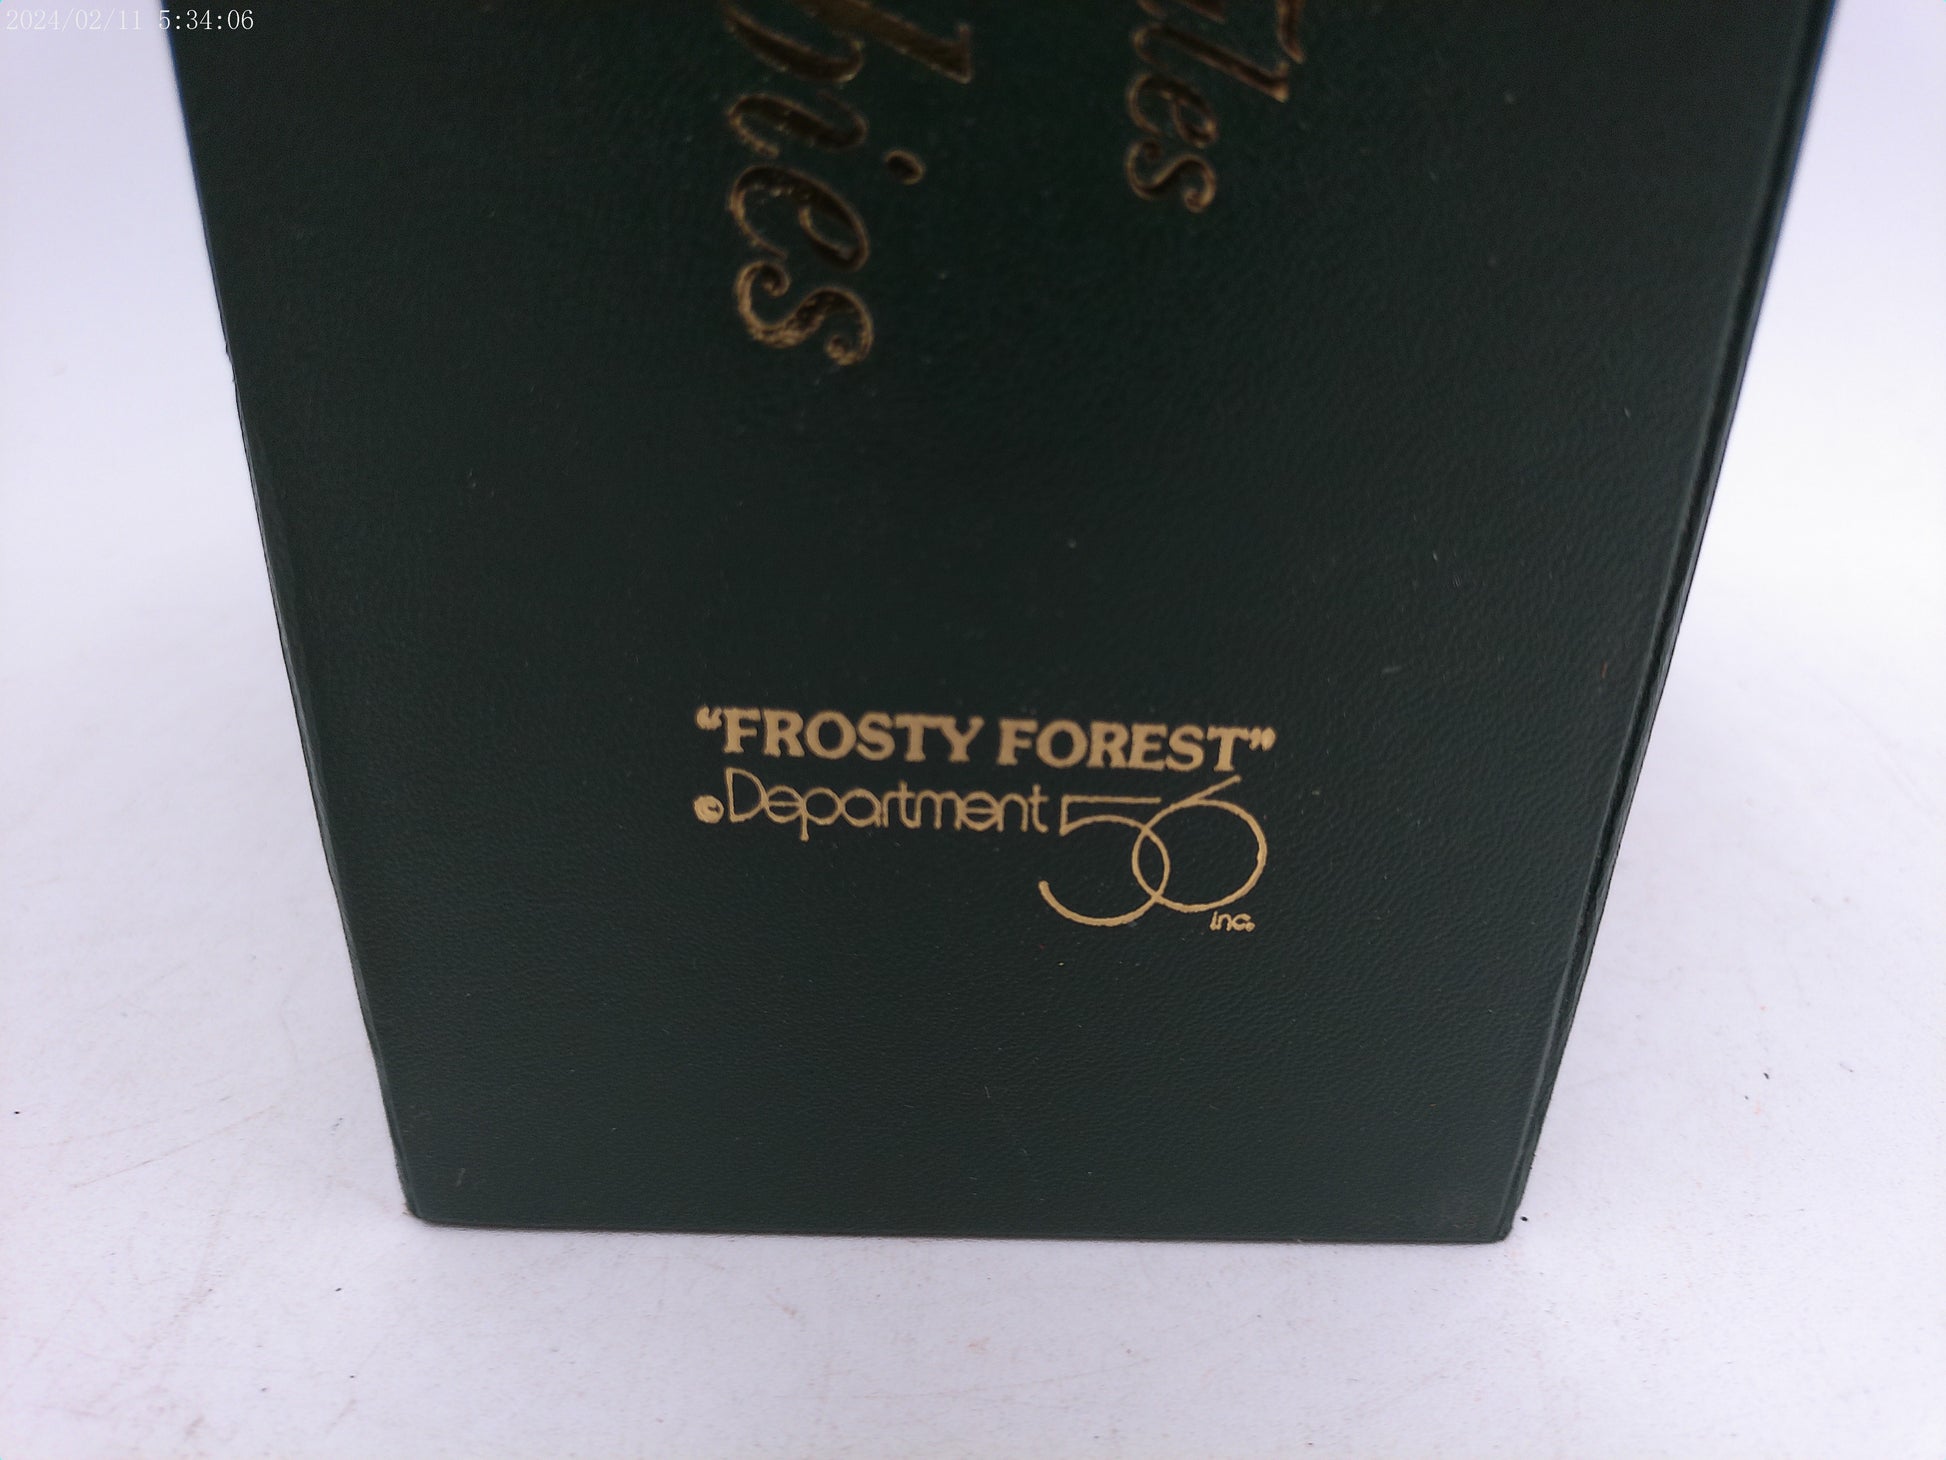 2024/02/11 5:34:06
“FROSTY FOREST”
©Department 56
inc.